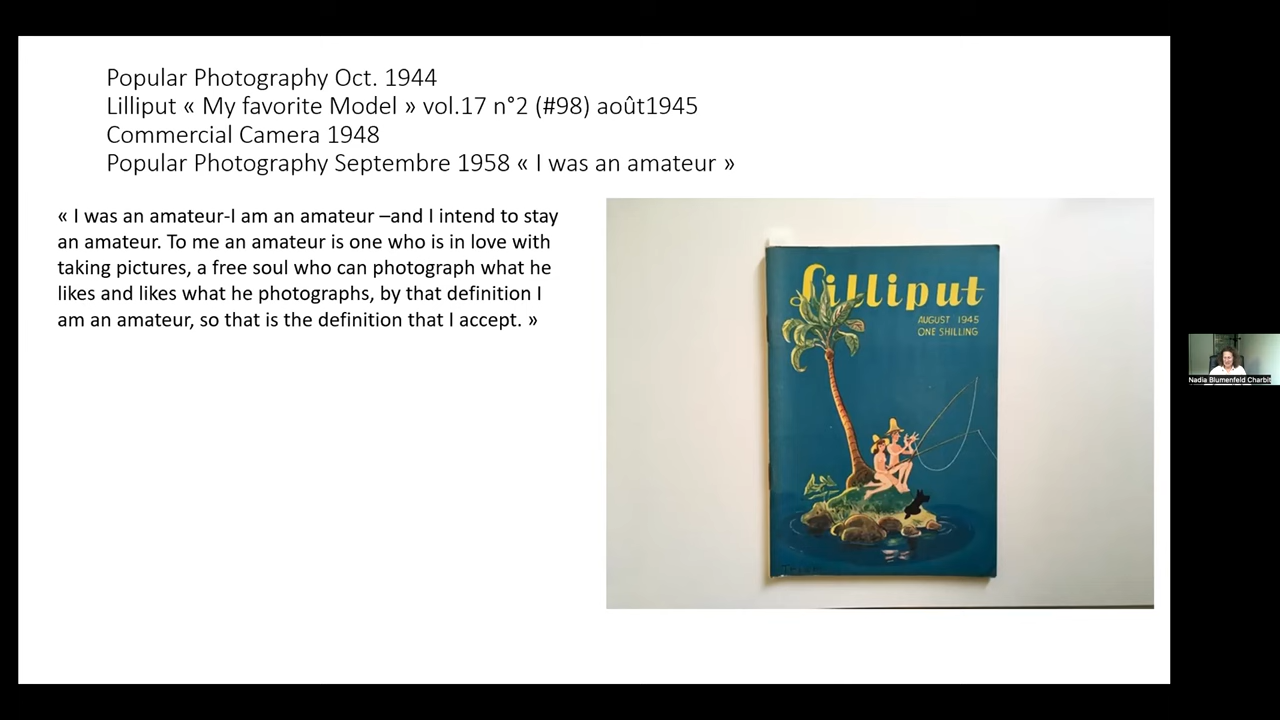 Popular Photography Oct. 1944
Lilliput « My favorite Model » vol.17 n°2 (#98) août1945
Commercial Camera 1948
Popular Photography Septembre 1958 « I was an amateur »
« I was an amateur-I am an amateur –and I intend to stay
an amateur. To me an amateur is one who is in love with
taking pictures, a free soul who can photograph what he
likes and likes what he photographs, by that definition I
am an amateur, so that is the definition that I accept. »
Lilliput
AUGUST 1945
ONE SHILLING
Nadia Blumenfeld Charbit